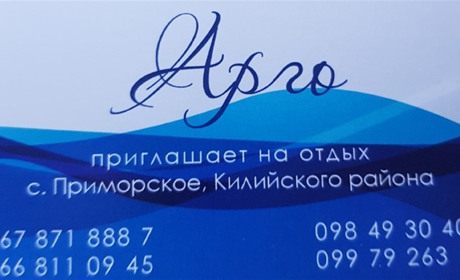 Арго
приглашает на отдых
с. Приморское, Килийского района
67 871 888 7
098 49 30 40
66 811 09 45
099 79 263